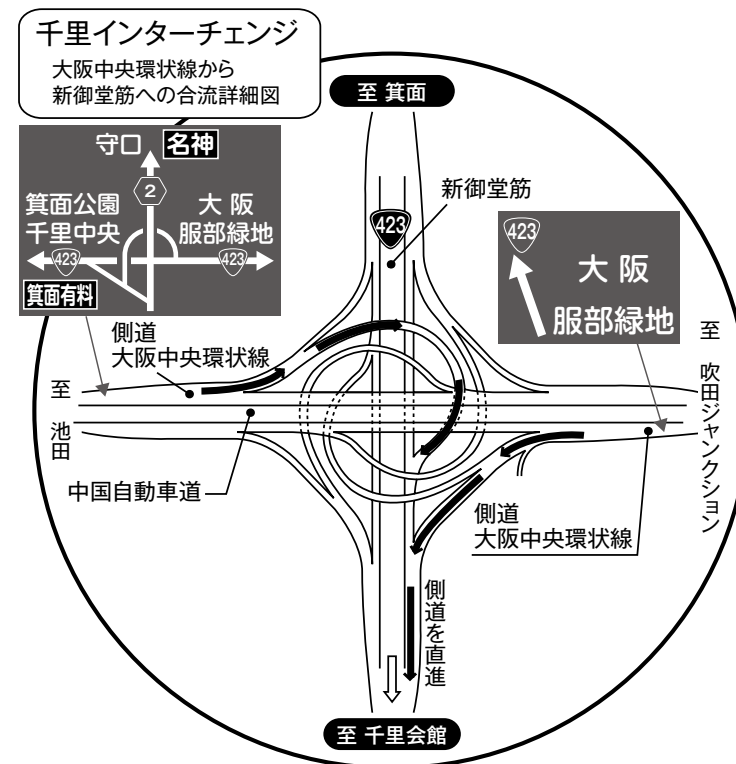 千里インターチェンジ
大阪中央環状線から
新御堂筋への合流詳細図
至 箕面
守口 名神
2
箕面公園
千里中央
大阪
服部緑地
423
423
箕面有料
新御堂筋
423
423
大阪
服部緑地
側道
大阪中央環状線
至 池田
中国自動車道
至 吹田ジャンクション
側道
大阪中央環状線
側道を直進
至 千里会館